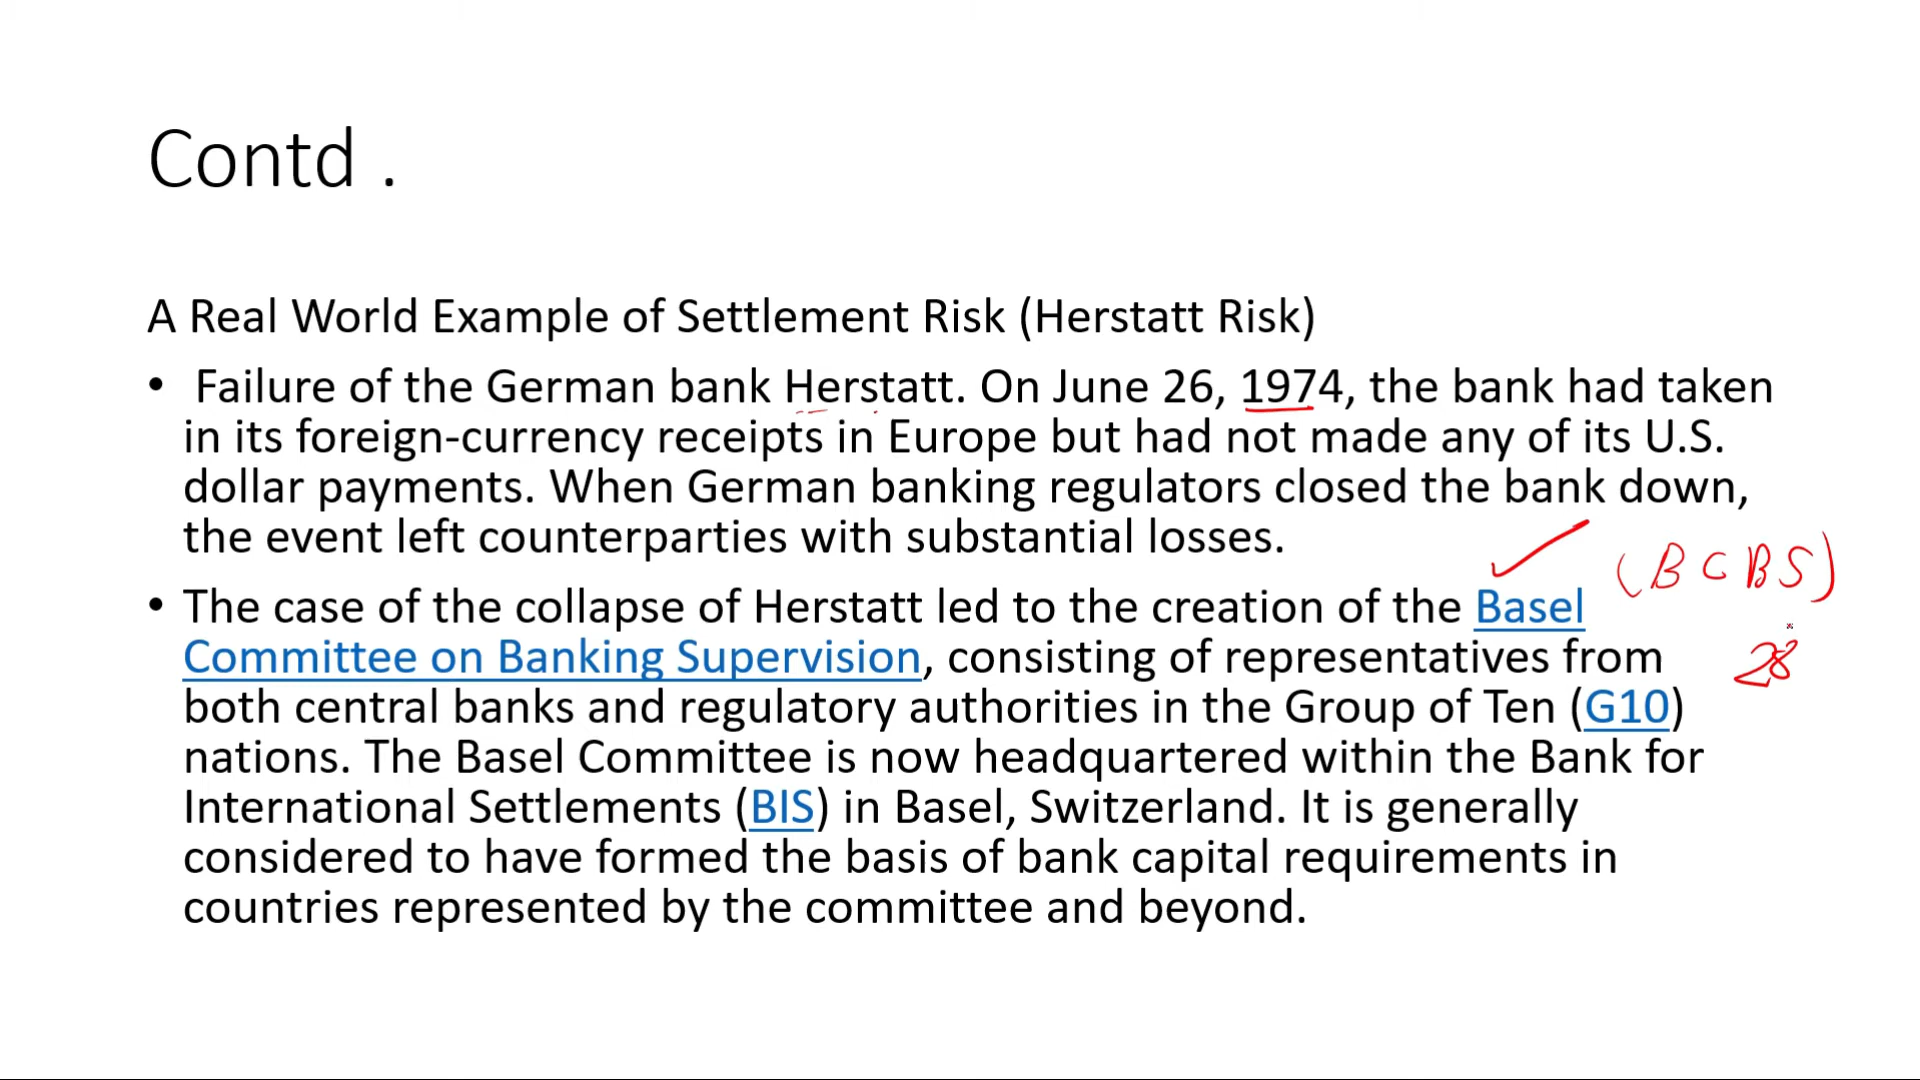 Contd .
A Real World Example of Settlement Risk (Herstatt Risk)
• Failure of the German bank Herstatt. On June 26, 1974, the bank had taken
in its foreign-currency receipts in Europe but had not made any of its U.S.
dollar payments. When German banking regulators closed the bank down,
the event left counterparties with substantial losses.
(BCBS)
• The case of the collapse of Herstatt led to the creation of the Basel
Committee on Banking Supervision, consisting of representatives from
28
both central banks and regulatory authorities in the Group of Ten (G10)
nations. The Basel Committee is now headquartered within the Bank for
International Settlements (BIS) in Basel, Switzerland. It is generally
considered to have formed the basis of bank capital requirements in
countries represented by the committee and beyond.